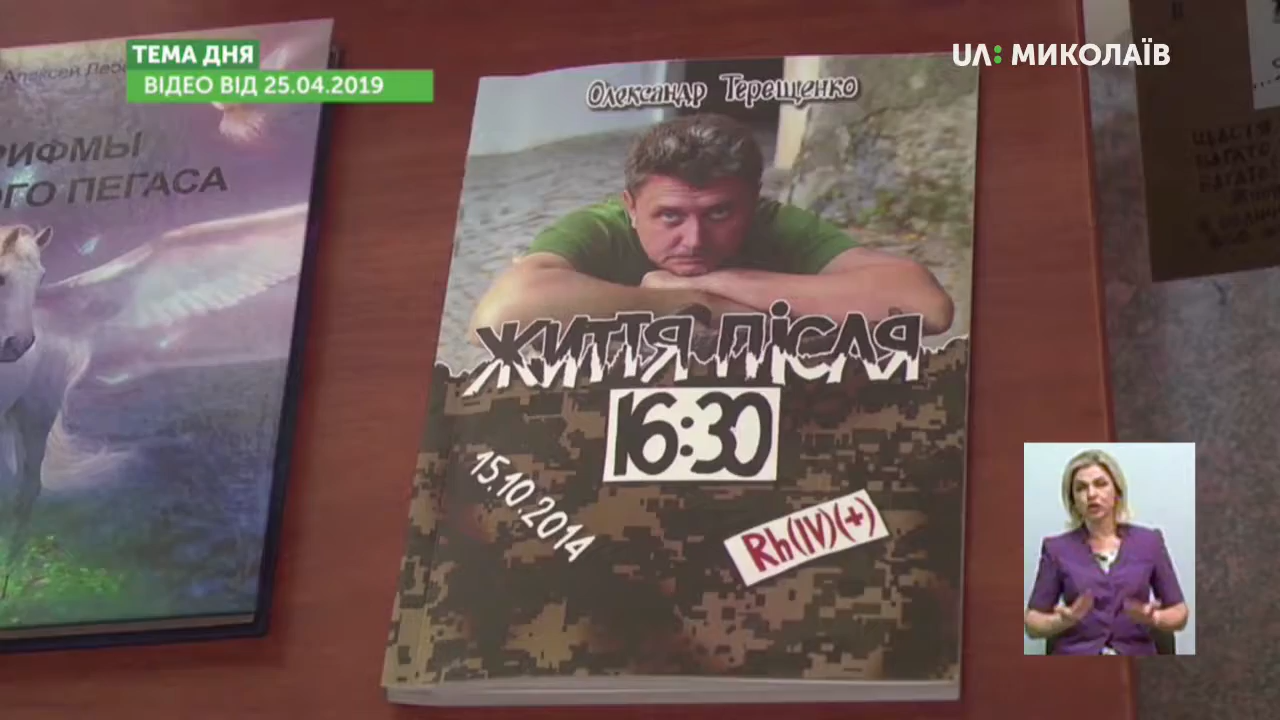 ТЕМА ДНЯ
ВІДЕО ВІД 25.04.2019
UA: МИКОЛАЇВ
Алексей
РИФМЫ
ПЕГАСА
Олександр Терещенко
ЖИТТЯ ПІСЛЯ
16:30
15.10.2014
Rh(IV)(+)